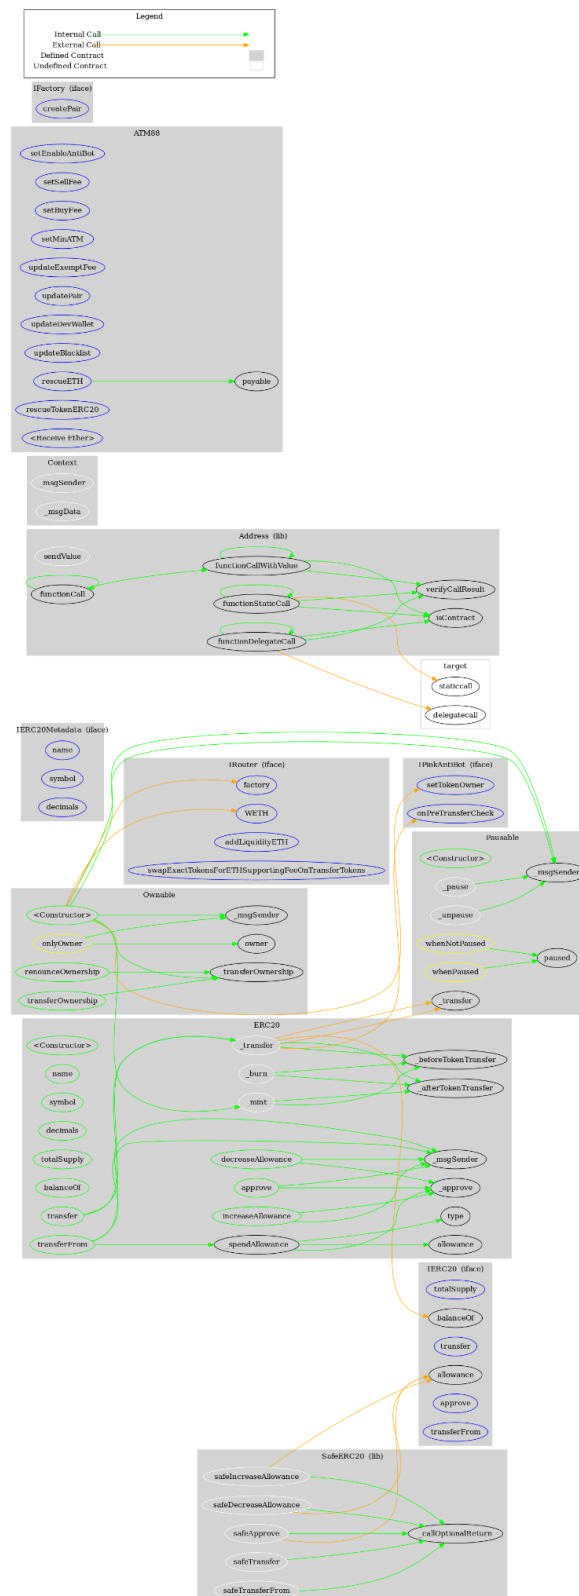 Legend
Internal Call
External Call
Defined Contract
Undefined Contract
IFactory (iface)
createPair
ATM88
setEnableAntiBot
setSellFee
setBuyFee
setMinATM
updateExemptFee
updatePair
updateDevWallet
updateBlacklist
rescueETH
payable
rescueTokenERC20
<Receive Ether>
Context
_msgSender
_msgData
Address (lib)
sendValue
functionCallWithValue
functionCall
verifyCallResult
functionStaticCall
isContract
functionDelegateCall
target
staticcall
delegatecall
IERC20Metadata (iface)
name
symbol
decimals
IRouter (iface)
factory
WETH
addLiquidityETH
swapExactTokensForETHSupportingFeeOnTransferTokens
IPinkAntiBot (iface)
setTokenOwner
onPreTransferCheck
Pausable
<Constructor>
_msgSender
_pause
_unpause
whenNotPaused
paused
whenPaused
_transfer
Ownable
<Constructor>
_msgSender
onlyOwner
owner
renounceOwnership
_transferOwnership
transferOwnership
ERC20
<Constructor>
_transfer
name
_beforeTokenTransfer
_burn
_afterTokenTransfer
symbol
_mint
decimals
totalSupply
decreaseAllowance
_msgSender
balanceOf
approve
_approve
transfer
increaseAllowance
type
transferFrom
_spendAllowance
allowance
IERC20 (iface)
totalSupply
balanceOf
transfer
allowance
approve
transferFrom
SafeERC20 (lib)
safeIncreaseAllowance
safeDecreaseAllowance
safeApprove
_callOptionalReturn
safeTransfer
safeTransferFrom